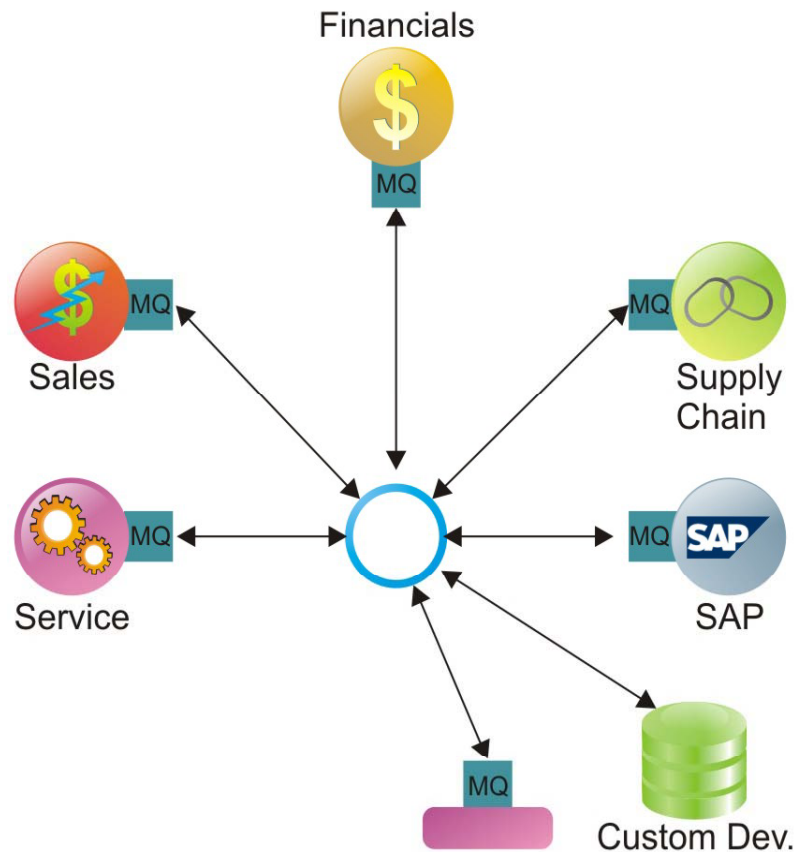 Financials
$
MQ
$
MQ
Sales
MQ
Supply
Chain
MQ
Service
MQ
SAP
SAP
MQ
Custom Dev.